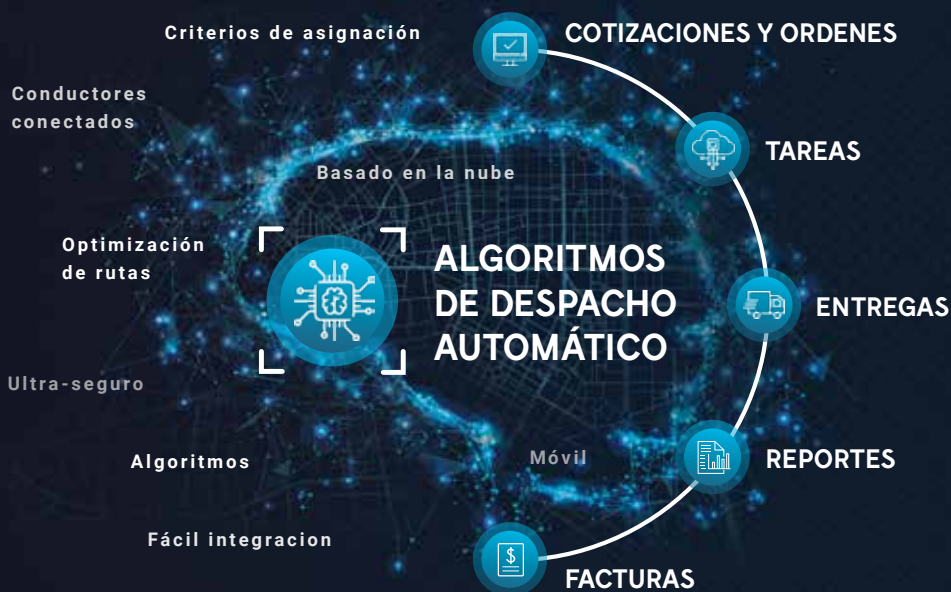 Criterios de asignación
COTIZACIONES Y ORDENES
Conductores
conectados
TAREAS
Basado en la nube
Optimización
de rutas
ALGORITMOS
DE DESPACHO
AUTOMÁTICO
ENTREGAS
Ultra-seguro
Algoritmos
Móvil
REPORTES
Fácil integracion
$
FACTURAS